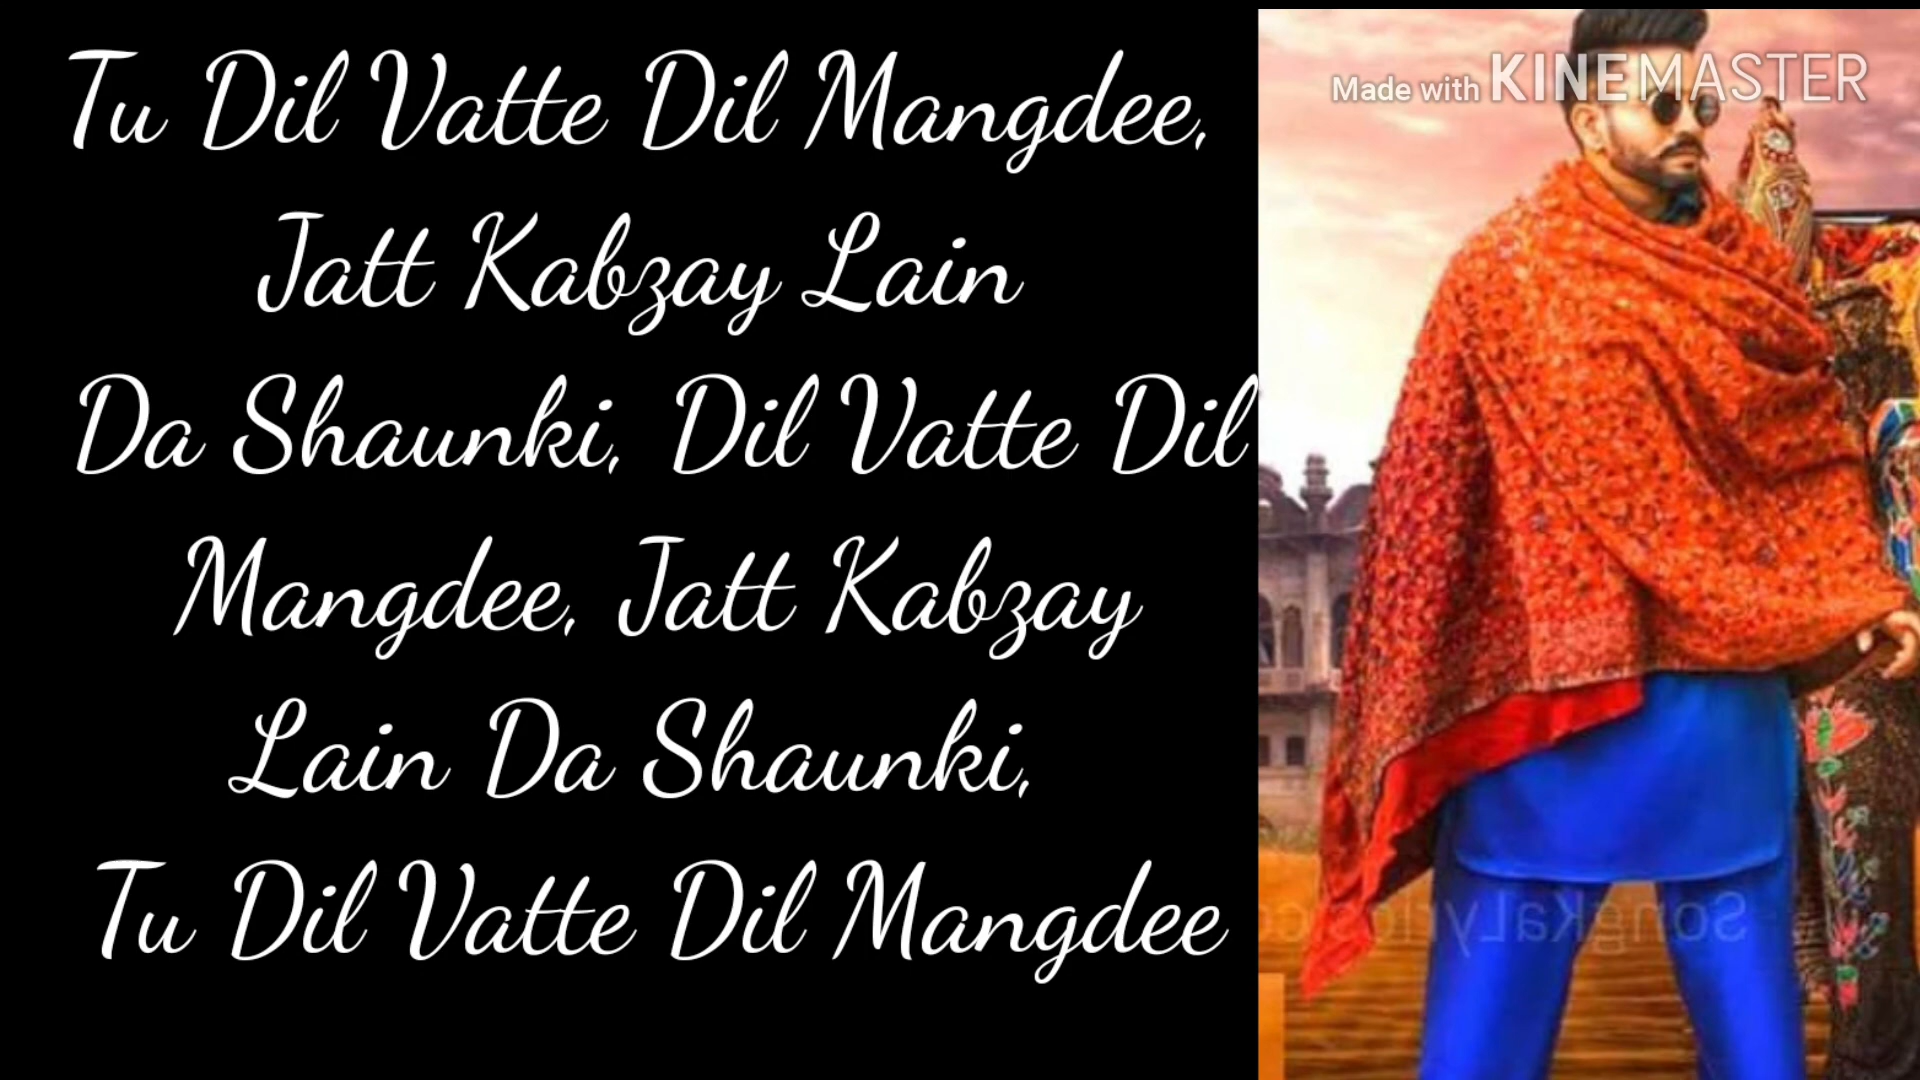 Tu Dil Vatte Dil Mangdee,
Jatt Kabzay Lain
Da Shaunki, Dil Vatte Dil
Mangdee, Jatt Kabzay
Lain Da Shaunki,
Tu Dil Vatte Dil Mangdee
Made with KINEMASTER